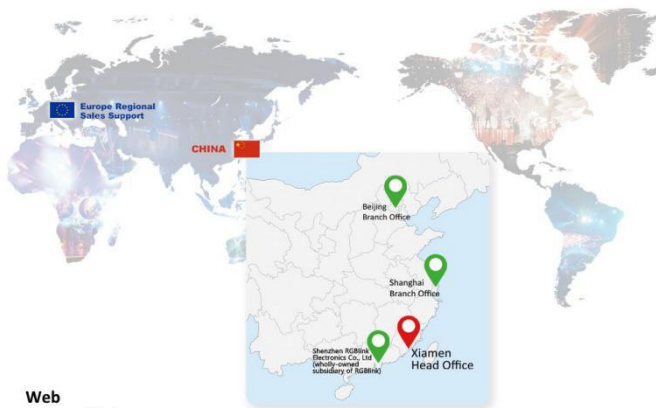 Europe Regional
Sales Support
CHINA
Beijing
Branch Office
Shanghai
Branch Office
Shenzhen RGBlink
Electronics Co., Ltd
(wholly-owned
subsidiary of RGBlink)
Xiamen
Head Office
Web